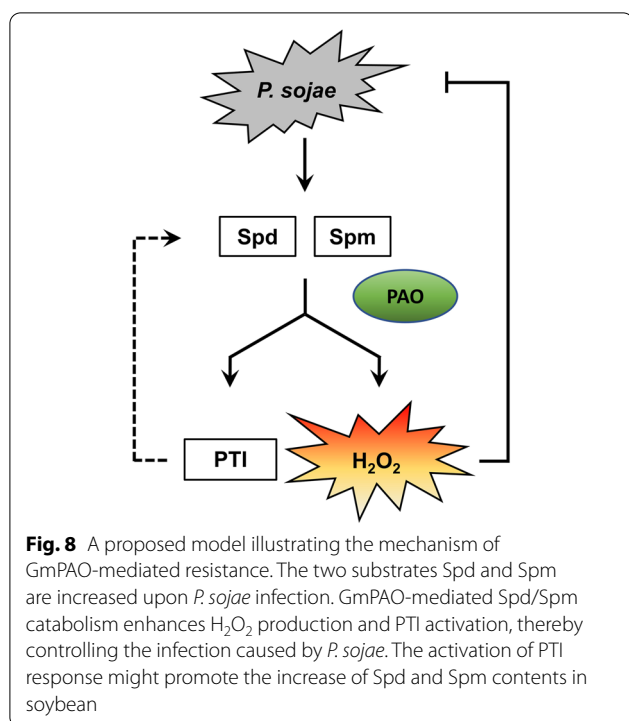 P. sojae
Spd Spm
PAO
PTI H₂O₂
Fig. 8 A proposed model illustrating the mechanism of
GmPAO-mediated resistance. The two substrates Spd and Spm
are increased upon P. sojae infection. GmPAO-mediated Spd/Spm
catabolism enhances H₂O₂ production and PTI activation, thereby
controlling the infection caused by P. sojae. The activation of PTI
response might promote the increase of Spd and Spm contents in
soybean